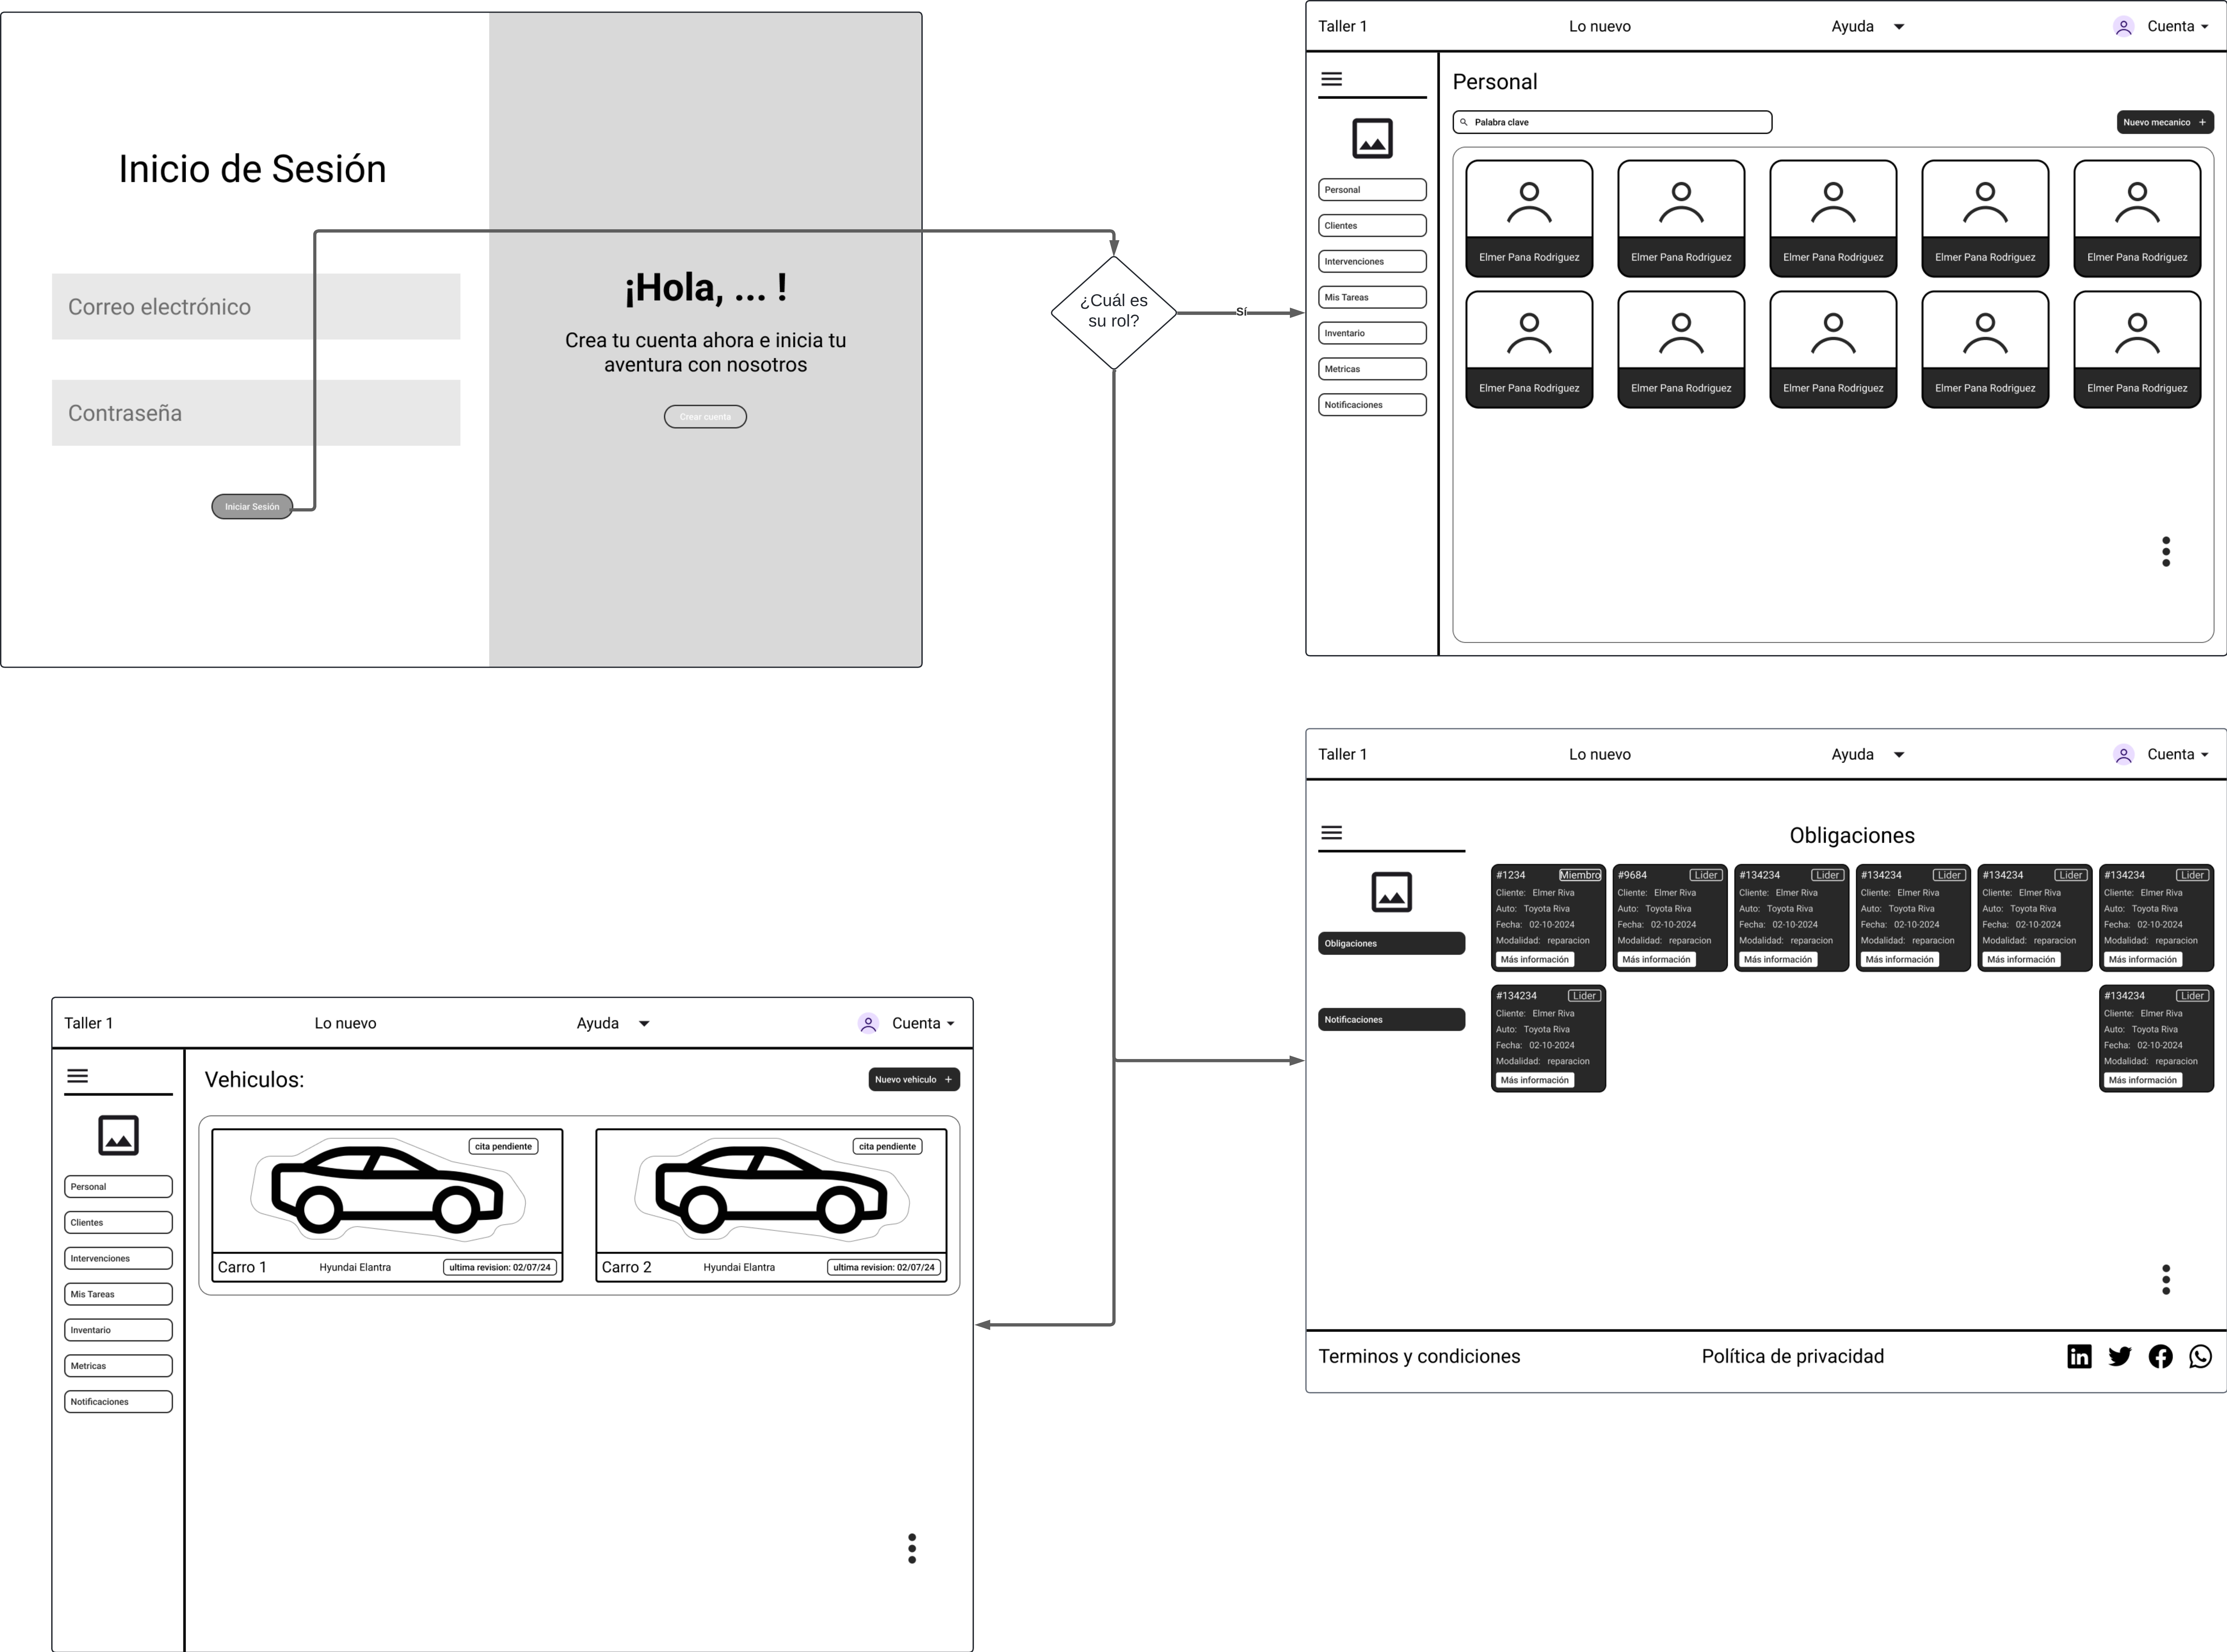 Inicio de Sesión
Correo electrónico
Contraseña
Iniciar Sesión
¡Hola, ... !
Crea tu cuenta ahora e inicia tu
aventura con nosotros
Crear cuenta
¿Cuál es
su rol?
Sí
Taller 1 Lo nuevo Ayuda Cuenta
Personal
Clientes
Intervenciones
Mis Tareas
Inventario
Metricas
Notificaciones
Personal
Palabra clave
Nuevo mecanico +
Elmer Pana Rodriguez Elmer Pana Rodriguez Elmer Pana Rodriguez Elmer Pana Rodriguez Elmer Pana Rodriguez
Elmer Pana Rodriguez Elmer Pana Rodriguez Elmer Pana Rodriguez Elmer Pana Rodriguez Elmer Pana Rodriguez
Taller 1 Lo nuevo Ayuda Cuenta
Obligaciones
Notificaciones
Obligaciones
#1234 Miembro
Cliente: Elmer Riva
Auto: Toyota Riva
Fecha: 02-10-2024
Modalidad: reparacion
Más información
#9684 Lider
Cliente: Elmer Riva
Auto: Toyota Riva
Fecha: 02-10-2024
Modalidad: reparacion
Más información
#134234 Lider
Cliente: Elmer Riva
Auto: Toyota Riva
Fecha: 02-10-2024
Modalidad: reparacion
Más información
#134234 Lider
Cliente: Elmer Riva
Auto: Toyota Riva
Fecha: 02-10-2024
Modalidad: reparacion
Más información
#134234 Lider
Cliente: Elmer Riva
Auto: Toyota Riva
Fecha: 02-10-2024
Modalidad: reparacion
Más información
#134234 Lider
Cliente: Elmer Riva
Auto: Toyota Riva
Fecha: 02-10-2024
Modalidad: reparacion
Más información
#134234 Lider
Cliente: Elmer Riva
Auto: Toyota Riva
Fecha: 02-10-2024
Modalidad: reparacion
Más información
#134234 Lider
Cliente: Elmer Riva
Auto: Toyota Riva
Fecha: 02-10-2024
Modalidad: reparacion
Más información
Terminos y condiciones Política de privacidad
Taller 1 Lo nuevo Ayuda Cuenta
Personal
Clientes
Intervenciones
Mis Tareas
Inventario
Metricas
Notificaciones
Vehiculos:
Nuevo vehiculo +
cita pendiente
Carro 1 Hyundai Elantra ultima revision: 02/07/24
cita pendiente
Carro 2 Hyundai Elantra ultima revision: 02/07/24